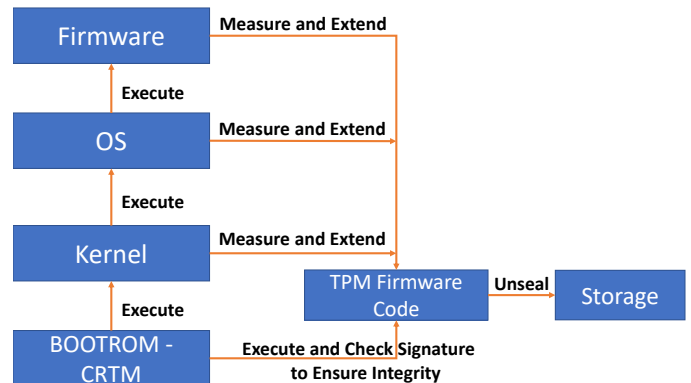 Firmware
Measure and Extend
Execute
OS
Measure and Extend
Execute
Kernel
Measure and Extend
TPM Firmware
Code
Unseal
Storage
Execute
BOOTROM -
CRTM
Execute and Check Signature
to Ensure Integrity